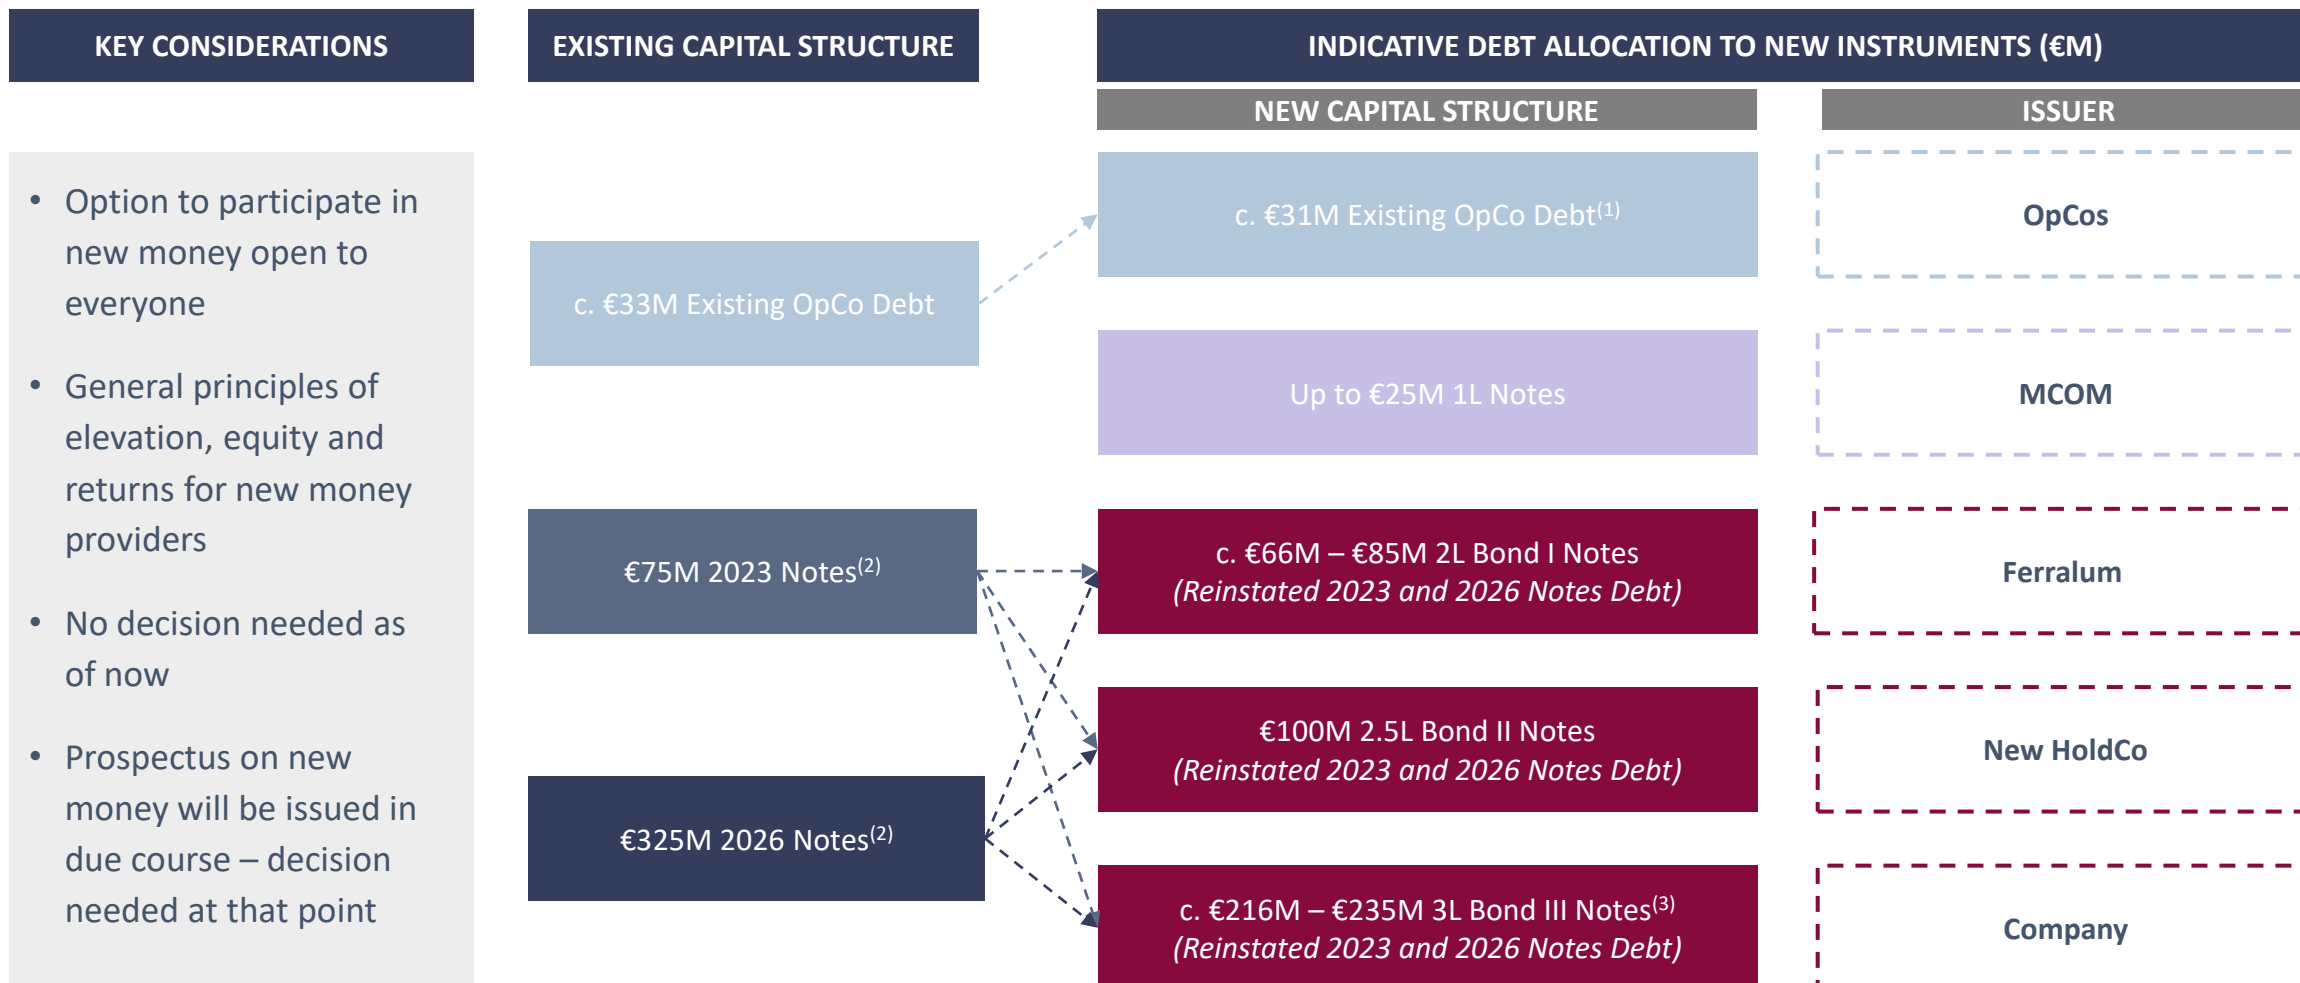 KEY CONSIDERATIONS
• Option to participate in
new money open to
everyone
• General principles of
elevation, equity and
returns for new money
providers
• No decision needed as
of now
• Prospectus on new
money will be issued in
due course – decision
needed at that point
EXISTING CAPITAL STRUCTURE
c. €33M Existing OpCo Debt
€75M 2023 Notes(2)
€325M 2026 Notes(2)
INDICATIVE DEBT ALLOCATION TO NEW INSTRUMENTS (€M)
NEW CAPITAL STRUCTURE
c. €31M Existing OpCo Debt(1)
Up to €25M 1L Notes
c. €66M – €85M 2L Bond I Notes
(Reinstated 2023 and 2026 Notes Debt)
€100M 2.5L Bond II Notes
(Reinstated 2023 and 2026 Notes Debt)
c. €216M – €235M 3L Bond III Notes(3)
(Reinstated 2023 and 2026 Notes Debt)
ISSUER
OpCos
MCOM
Ferralum
New HoldCo
Company